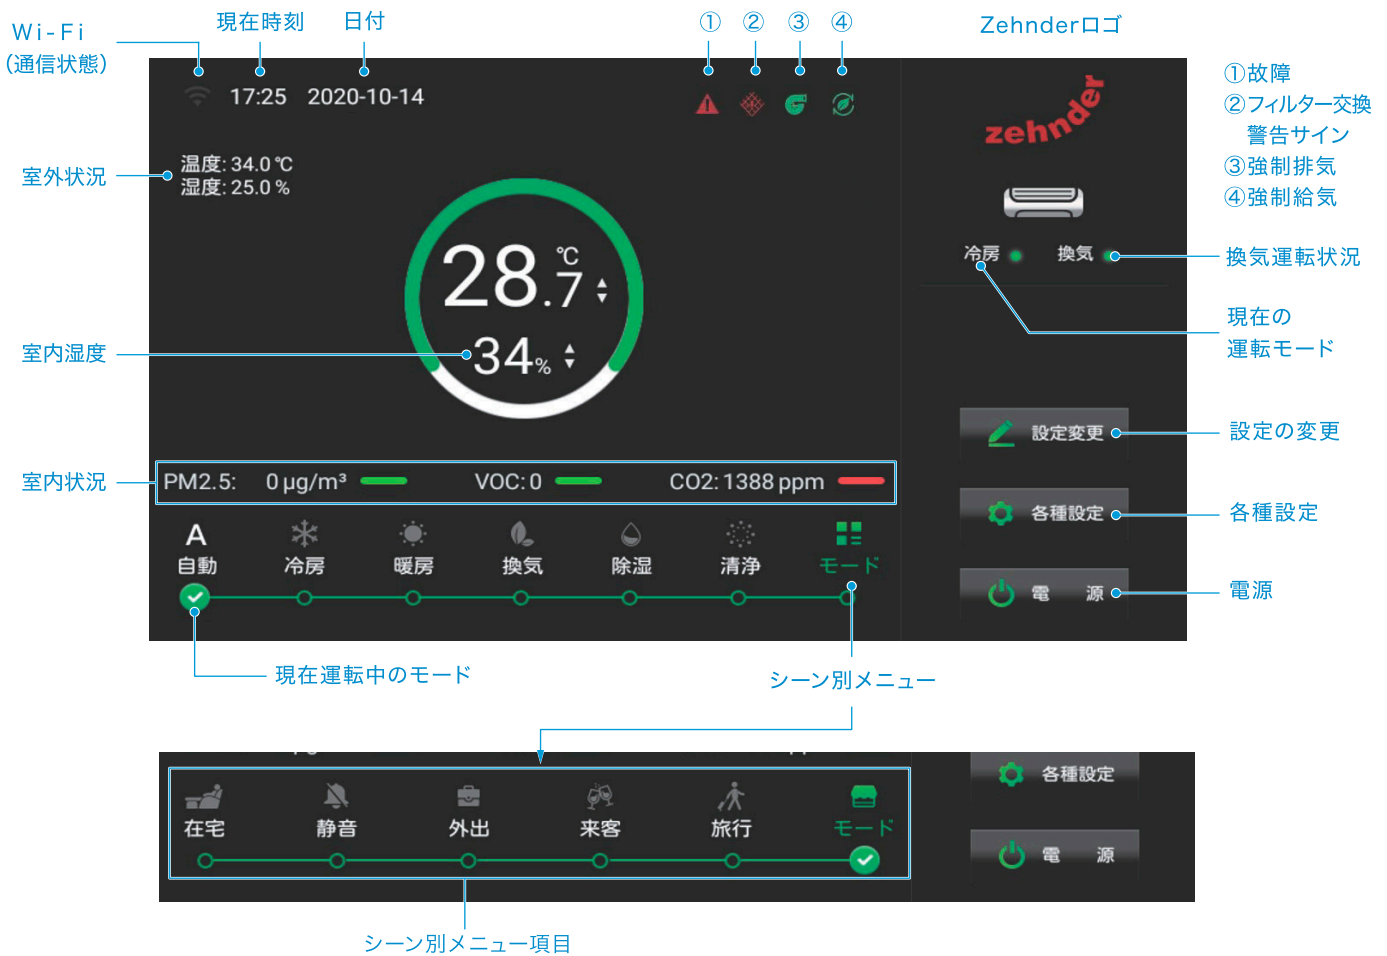 Wi-Fi
（通信状態）
現在時刻
日付
①
②
③
④
Zehnderロゴ
17:25
2020-10-14
zehnder
①故障
②フィルター交換
警告サイン
③強制排気
④強制給気
室外状況
温度: 34.0 ℃
湿度: 25.0 %
28.7 ℃
冷房
換気
換気運転状況
現在の
運転モード
室内湿度
34%
設定変更
設定の変更
室内状況
PM2.5: 0 µg/m³
VOC: 0
CO2: 1388 ppm
各種設定
各種設定
A
自動
冷房
暖房
換気
除湿
清浄
モード
電 源
電源
現在運転中のモード
シーン別メニュー
各種設定
在宅
静音
外出
来客
旅行
モード
電 源
シーン別メニュー項目